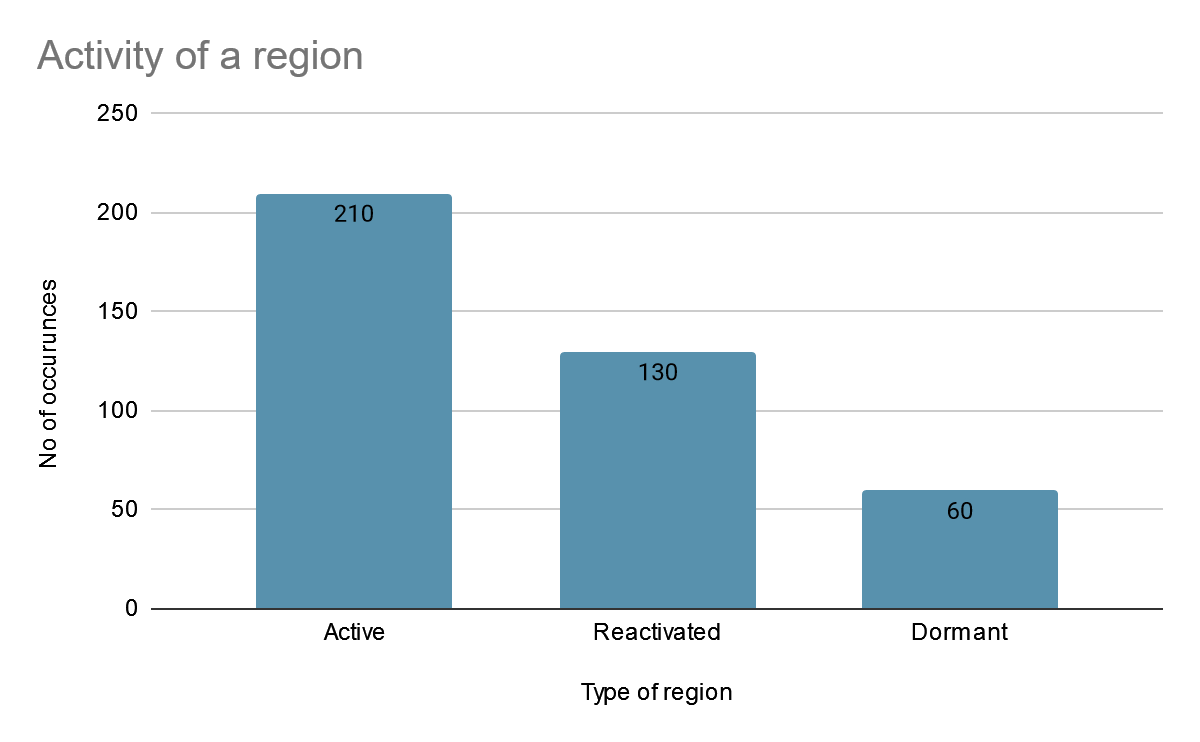 Activity of a region
250
200
150
100
50
0
No of occurunces
210
130
60
Active
Reactivated
Dormant
Type of region